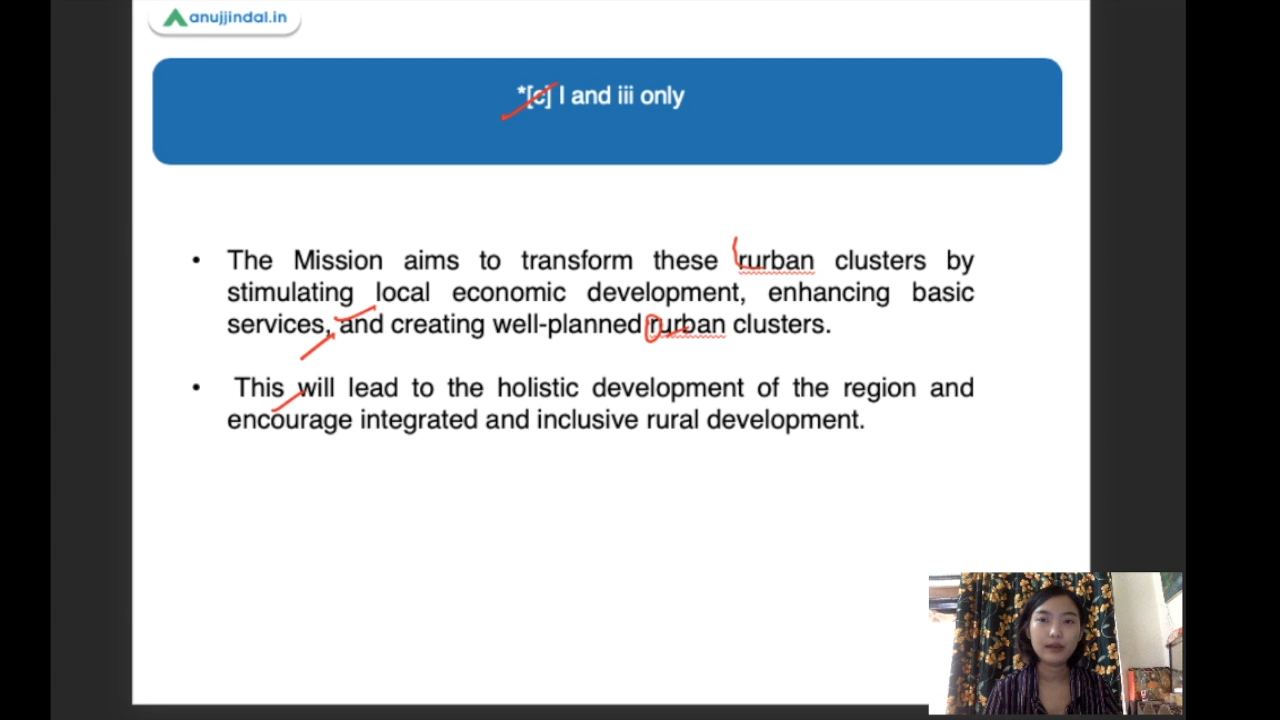 anujjindal.in
*[c] I and iii only
• The Mission aims to transform these rurban clusters by
stimulating local economic development, enhancing basic
services, and creating well-planned rurban clusters.
• This will lead to the holistic development of the region and
encourage integrated and inclusive rural development.